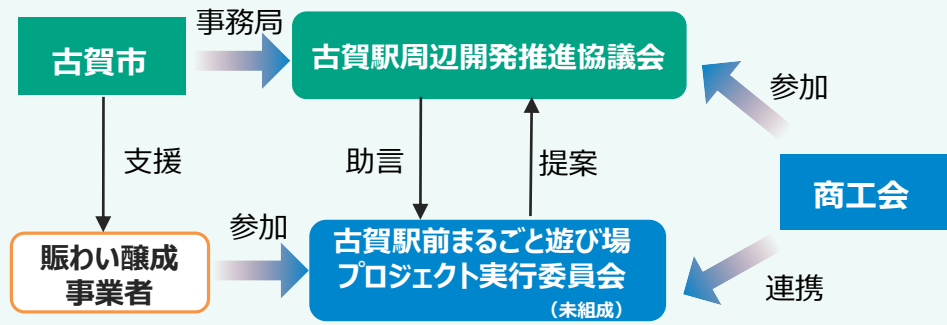 事務局
古賀市
古賀駅周辺開発推進協議会
参加
支援
助言
提案
商工会
賑わい醸成
事業者
参加
古賀駅前まるごと遊び場
プロジェクト実行委員会
（未組成）
連携